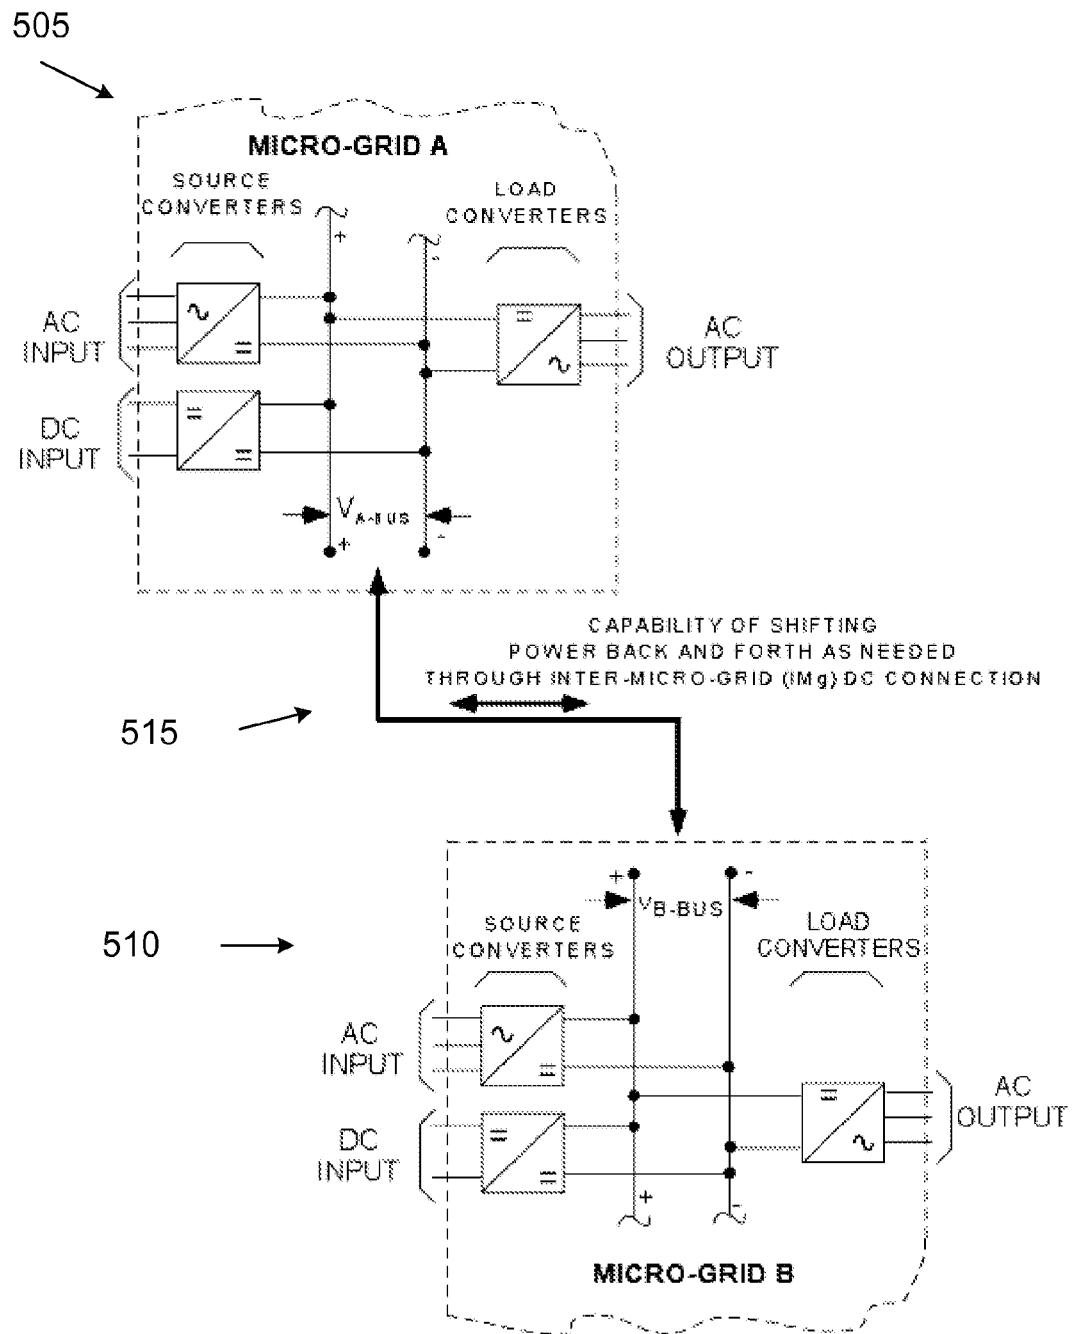 505
MICRO-GRID A
SOURCE
CONVERTERS
LOAD
CONVERTERS
+
-
AC
INPUT
AC
OUTPUT
DC
INPUT
V A-BUS
+
-
CAPABILITY OF SHIFTING
POWER BACK AND FORTH AS NEEDED
THROUGH INTER-MICRO-GRID (IMg) DC CONNECTION
515
+
-
V B-BUS
510
SOURCE
CONVERTERS
LOAD
CONVERTERS
AC
INPUT
AC
OUTPUT
DC
INPUT
+
-
MICRO-GRID B